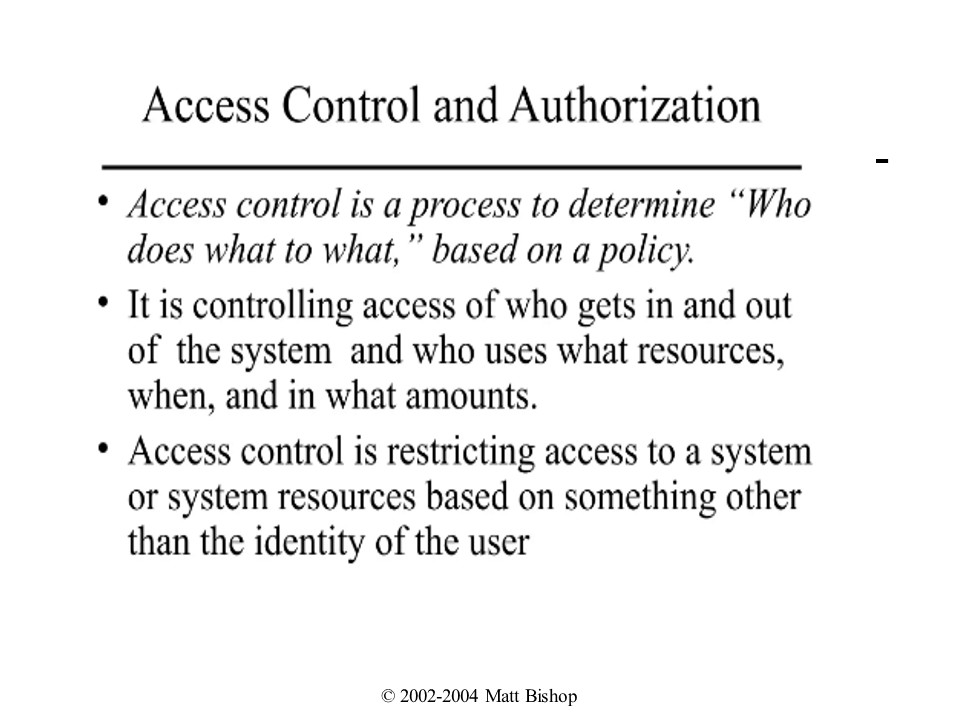 Access Control and Authorization
• Access control is a process to determine “Who
does what to what,” based on a policy.
• It is controlling access of who gets in and out
of the system and who uses what resources,
when, and in what amounts.
• Access control is restricting access to a system
or system resources based on something other
than the identity of the user
© 2002-2004 Matt Bishop